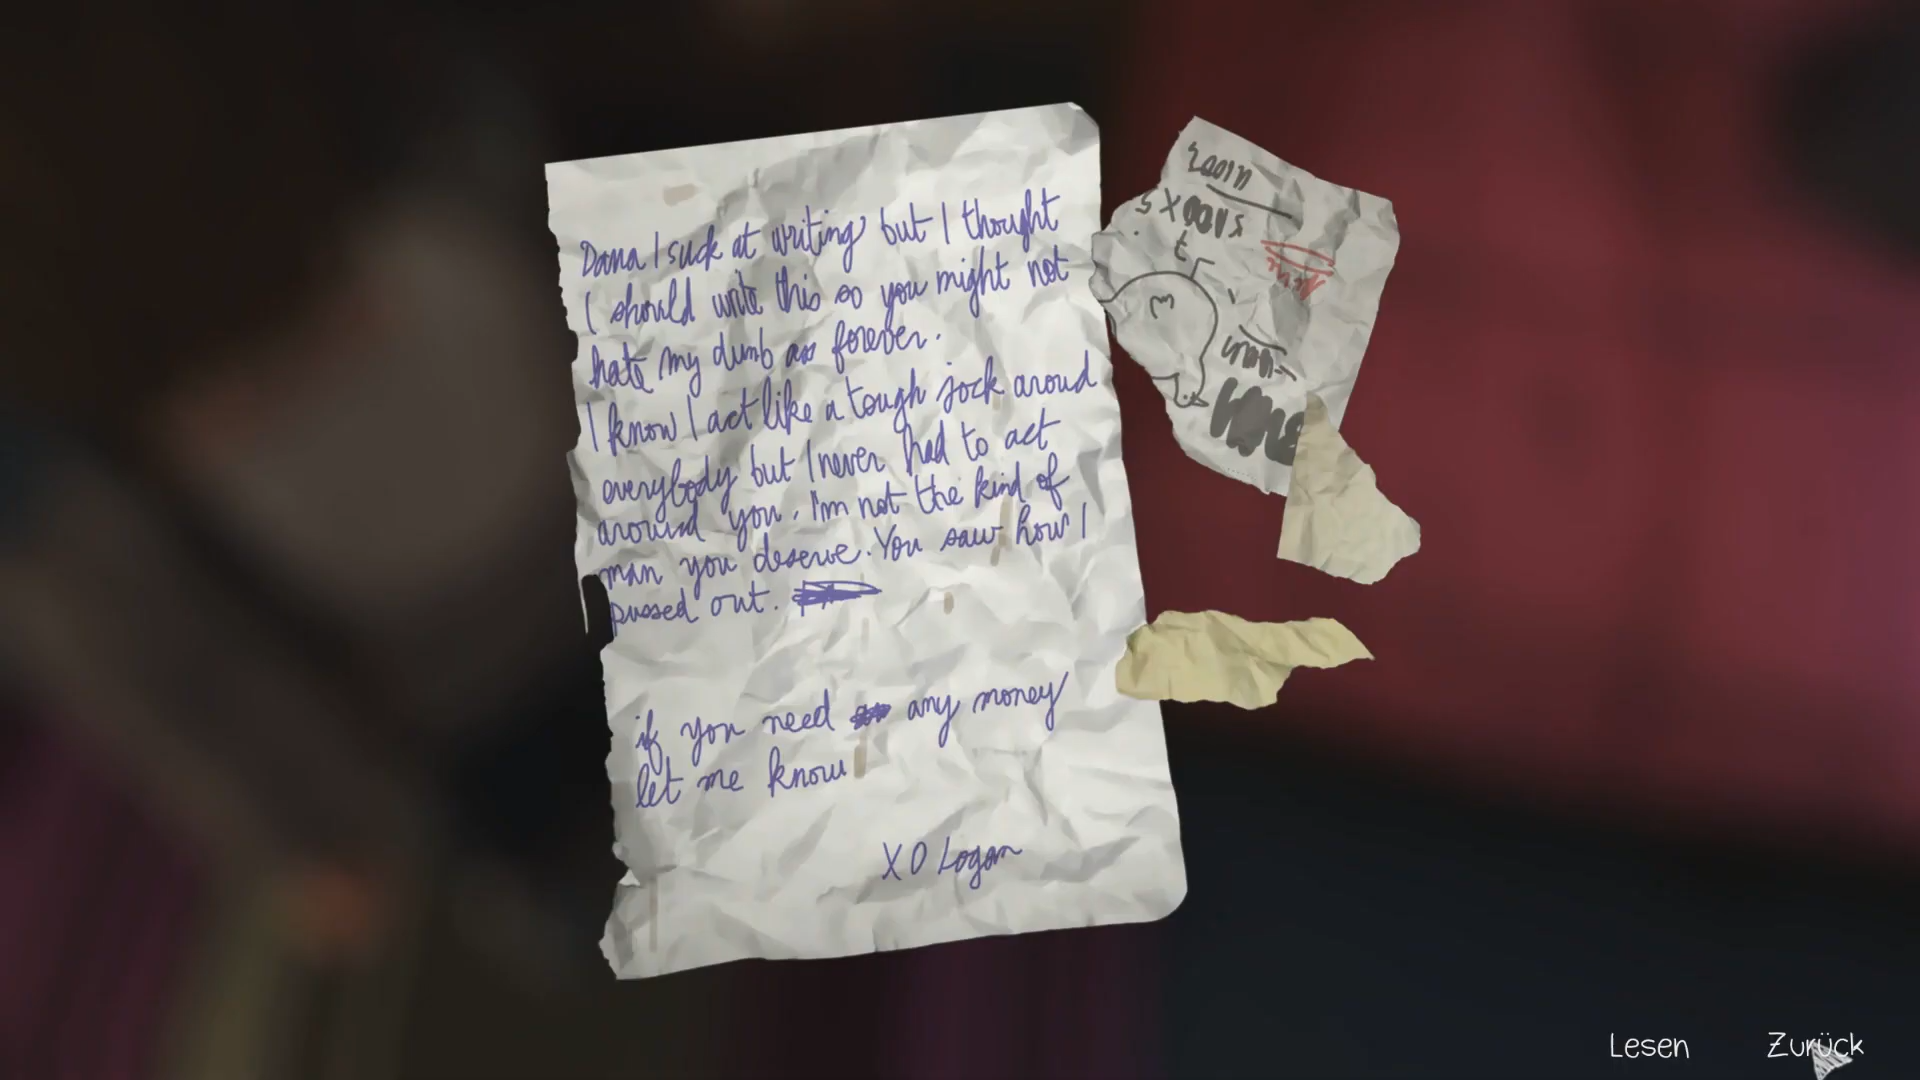 Dana I suck at writing but I thought
I should write this so you might not
hate my dumb ass forever.
I know I act like a tough jock aroud
everybody but I never had to act
around you. I'm not the kind of
man you deserve. You saw how I
pussed out.
if you need any money
let me know
XO Logan
Lesen
Zurück